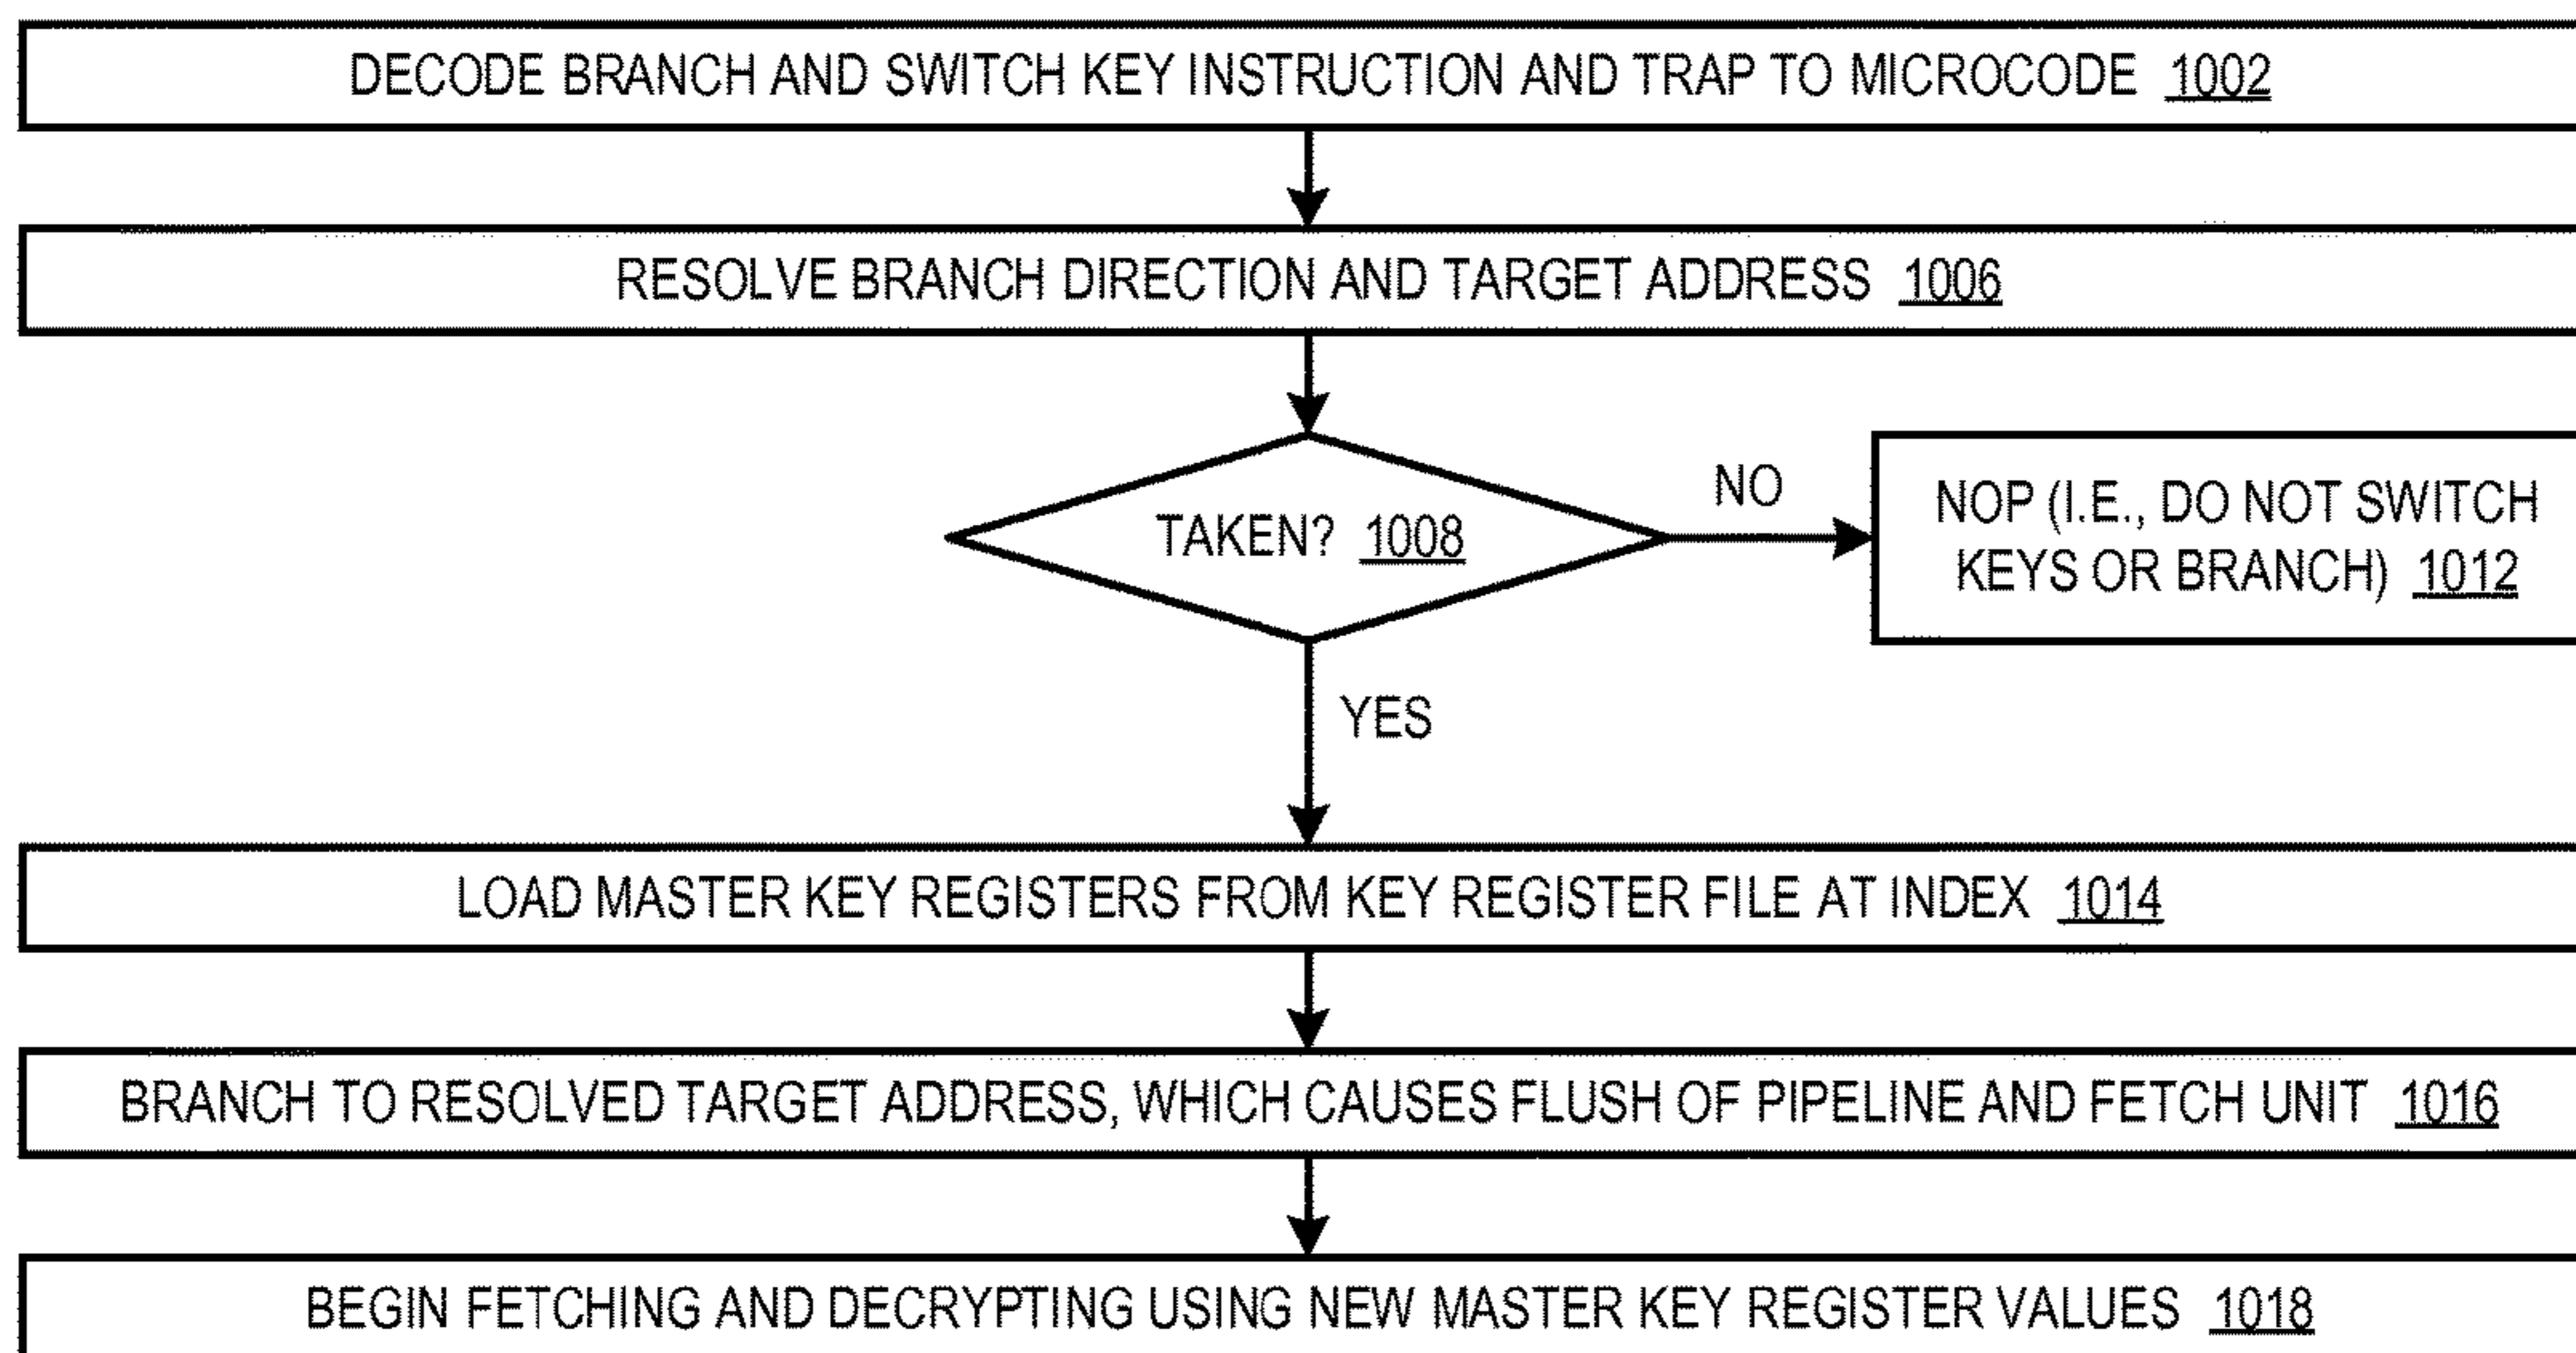 DECODE BRANCH AND SWITCH KEY INSTRUCTION AND TRAP TO MICROCODE 1002
RESOLVE BRANCH DIRECTION AND TARGET ADDRESS 1006
TAKEN? 1008
NO
NOP (I.E., DO NOT SWITCH
KEYS OR BRANCH) 1012
YES
LOAD MASTER KEY REGISTERS FROM KEY REGISTER FILE AT INDEX 1014
BRANCH TO RESOLVED TARGET ADDRESS, WHICH CAUSES FLUSH OF PIPELINE AND FETCH UNIT 1016
BEGIN FETCHING AND DECRYPTING USING NEW MASTER KEY REGISTER VALUES 1018